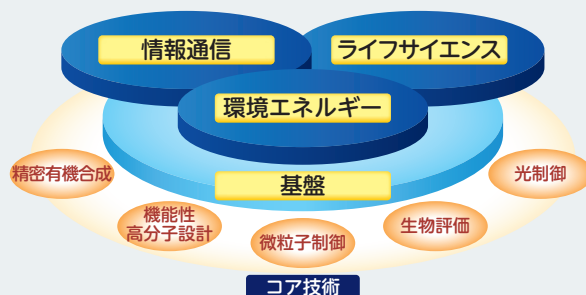 情報通信
ライフサイエンス
環境エネルギー
基盤
精密有機合成
機能性
高分子設計
微粒子制御
生物評価
光制御
コア技術